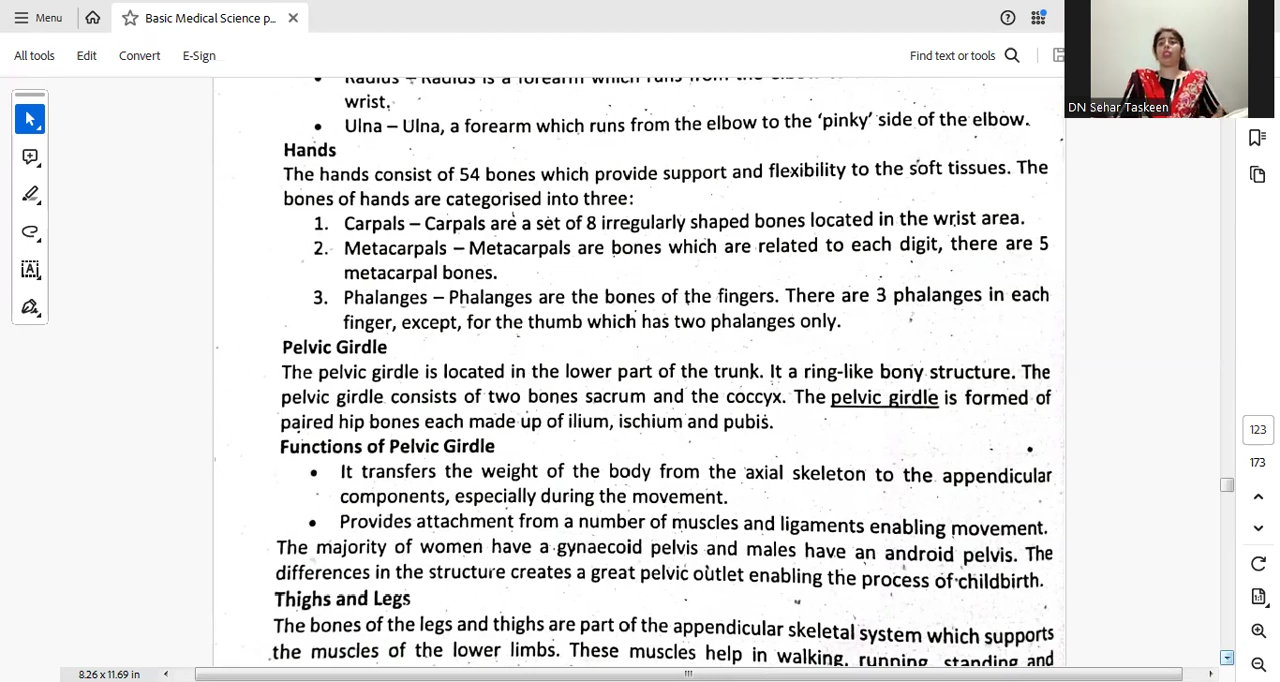 Menu
Basic Medical Science p...
All tools Edit Convert E-Sign
Find text or tools
DN Sehar Taskeen
• Radius – Radius is a forearm which runs from the elbow to
wrist.
• Ulna – Ulna, a forearm which runs from the elbow to the ‘pinky’ side of the elbow.
Hands
The hands consist of 54 bones which provide support and flexibility to the soft tissues. The
bones of hands are categorised into three:
1. Carpals – Carpals are a set of 8 irregularly shaped bones located in the wrist area.
2. Metacarpals – Metacarpals are bones which are related to each digit, there are 5
metacarpal bones.
3. Phalanges – Phalanges are the bones of the fingers. There are 3 phalanges in each
finger, except, for the thumb which has two phalanges only.
Pelvic Girdle
The pelvic girdle is located in the lower part of the trunk. It a ring-like bony structure. The
pelvic girdle consists of two bones sacrum and the coccyx. The pelvic girdle is formed of
paired hip bones each made up of ilium, ischium and pubis.
Functions of Pelvic Girdle
• It transfers the weight of the body from the axial skeleton to the appendicular
components, especially during the movement.
• Provides attachment from a number of muscles and ligaments enabling movement.
The majority of women have a gynaecoid pelvis and males have an android pelvis. The
differences in the structure creates a great pelvic outlet enabling the process of childbirth.
Thighs and Legs
The bones of the legs and thighs are part of the appendicular skeletal system which supports
the muscles of the lower limbs. These muscles help in walking, running, standing and
123
173
8.26 x 11.69 in